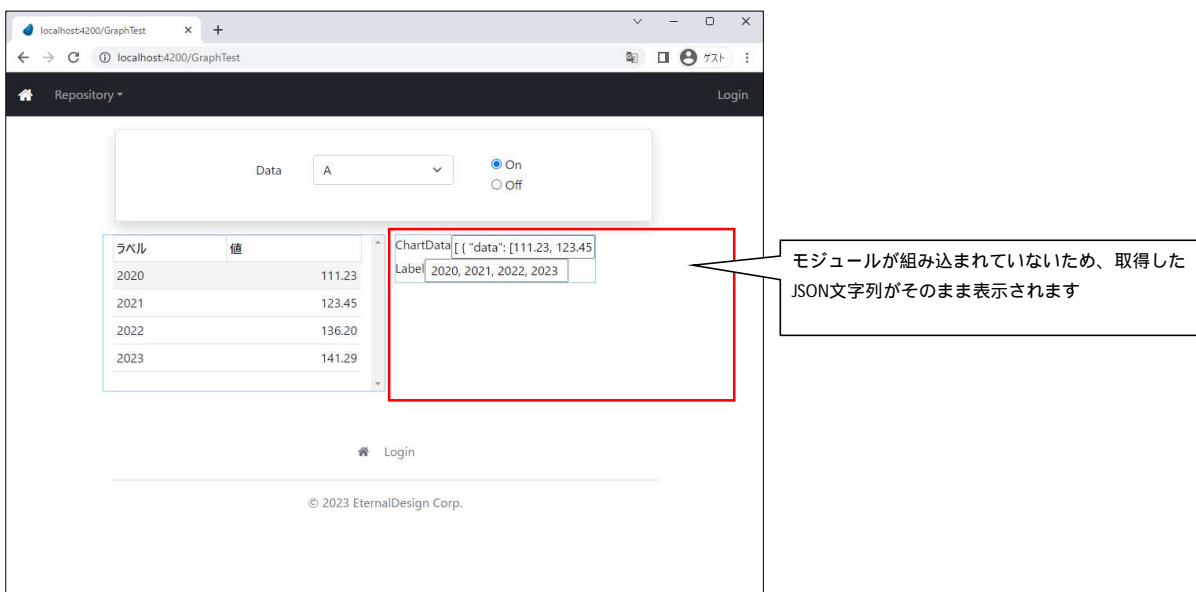 localhost:4200/GraphTest
localhost:4200/GraphTest
ゲスト
Repository
Login
Data
A
On
Off
ラベル 値
2020 111.23
2021 123.45
2022 136.20
2023 141.29
ChartData [ { "data": [111.23, 123.45
Label 2020, 2021, 2022, 2023
モジュールが組み込まれていないため、取得した
JSON文字列がそのまま表示されます
Login
© 2023 EternalDesign Corp.